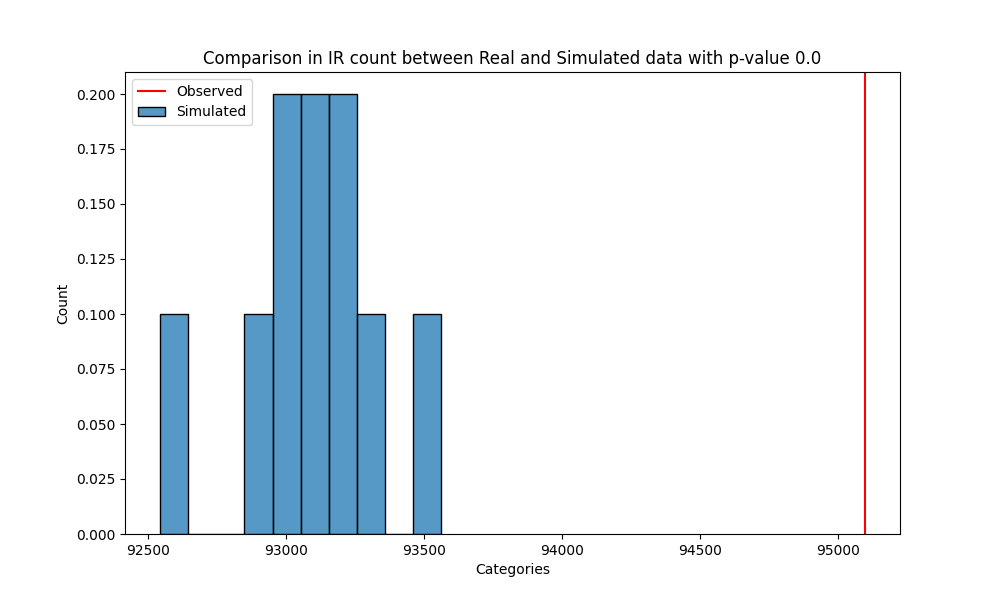 Comparison in IR count between Real and Simulated data with p-value 0.0
Observed
Simulated
0.200
0.175
0.150
0.125
0.100
0.075
0.050
0.025
0.000
Count
92500 93000 93500 94000 94500 95000
Categories